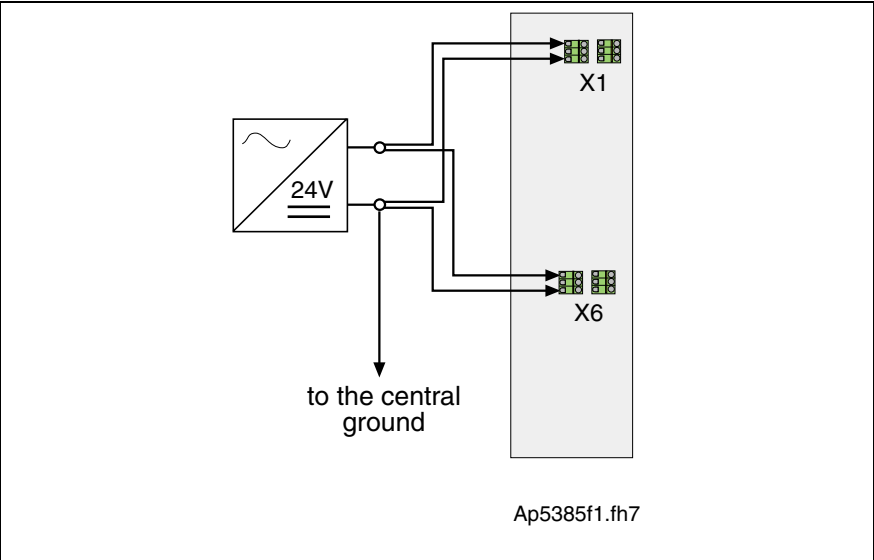 X1
24V
X6
to the central
ground
Ap5385f1.fh7